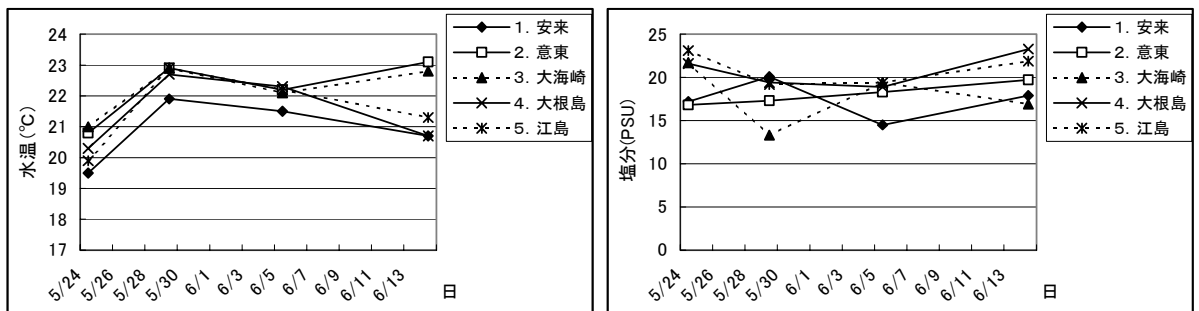 24
23
22
21
20
19
18
17
水温(℃)
5/24
5/26
5/28
5/30
6/1
6/3
6/5
6/7
6/9
6/11
6/13
日
1. 安来
2. 意東
3. 大海崎
4. 大根島
5. 江島
25
20
15
10
5
0
塩分(PSU)
5/24
5/26
5/28
5/30
6/1
6/3
6/5
6/7
6/9
6/11
6/13
日
1. 安来
2. 意東
3. 大海崎
4. 大根島
5. 江島